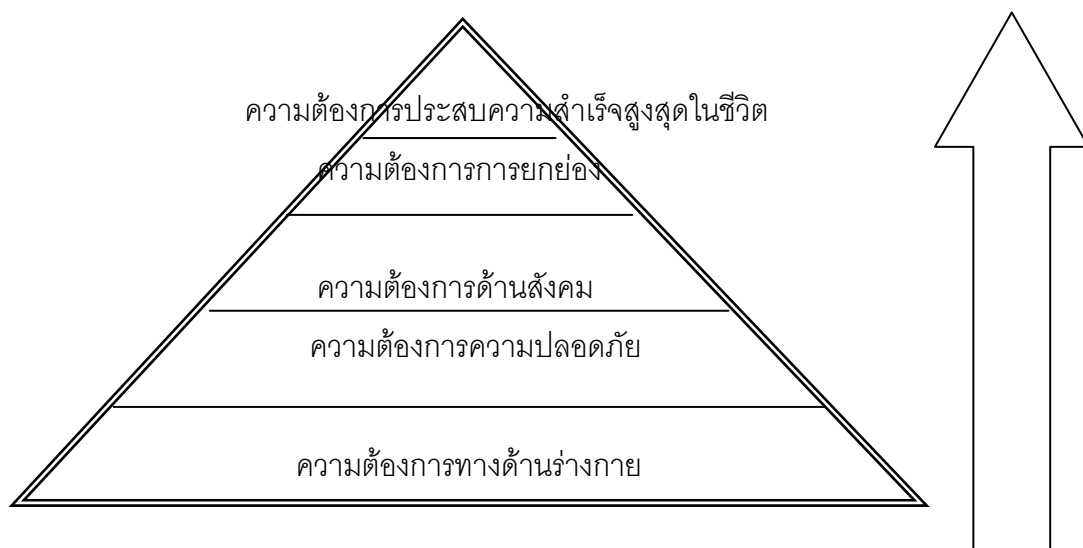 ความต้องการประสบความสำเร็จสูงสุดในชีวิต
ความต้องการการยกย่อง
ความต้องการด้านสังคม
ความต้องการความปลอดภัย
ความต้องการทางด้านร่างกาย